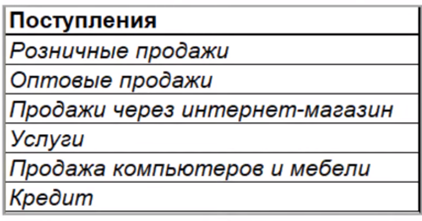 Поступления
Розничные продажи
Оптовые продажи
Продажи через интернет-магазин
Услуги
Продажа компьютеров и мебели
Кредит